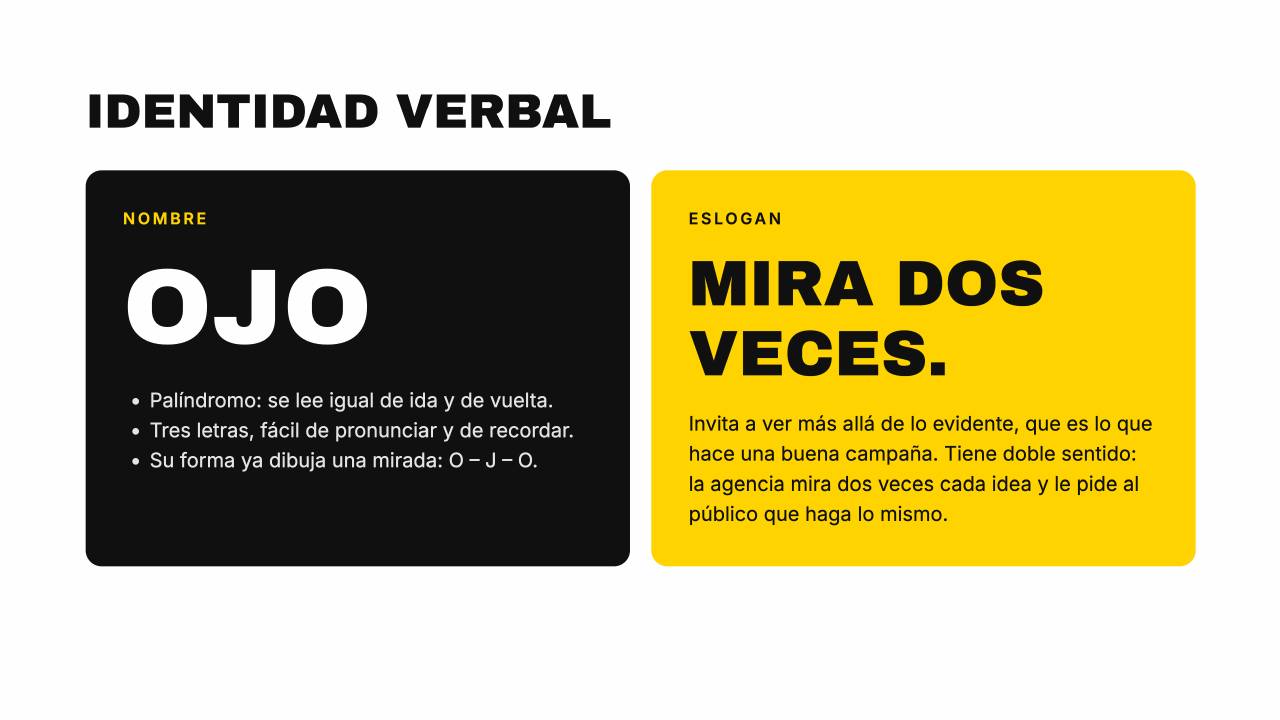 IDENTIDAD VERBAL
NOMBRE
OJO
• Palíndromo: se lee igual de ida y de vuelta.
• Tres letras, fácil de pronunciar y de recordar.
• Su forma ya dibuja una mirada: O – J – O.
ESLOGAN
MIRA DOS
VECES.
Invita a ver más allá de lo evidente, que es lo que
hace una buena campaña. Tiene doble sentido:
la agencia mira dos veces cada idea y le pide al
público que haga lo mismo.